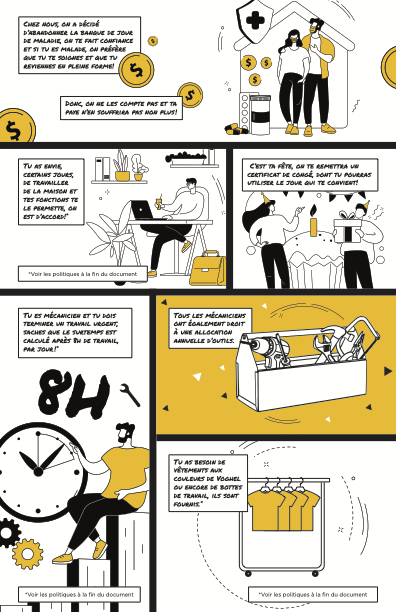 Chez nous, on a décidé
d'abandonner la banque de jour
de maladie, on te fait confiance
et si tu es malade, on préfère
que tu te soignes et que tu
reviennes en pleine forme!
$
$
$
$
$
Donc, on ne les compte pas et ta
paye n'en souffrira pas non plus!
$
Tu as envie,
certains jours,
de travailler
de la maison et
tes fonctions te
le permette, on
est d'accord!*
*Voir les politiques à la fin du document
C'est ta fête, on te remettra un
certificat de congé, dont tu pourras
utiliser le jour qui te convient!
Tu es mécanicien et tu dois
terminer un travail urgent,
saches que le surtemps est
calculé après 8h de travail,
par jour!*
8H
*Voir les politiques à la fin du document
Tous les mécaniciens
ont également droit
à une allocation
annuelle d'outils.
Tu as besoin de
vêtements aux
couleurs de Voghel
ou encore de bottes
de travail, ils sont
fournis.*
*Voir les politiques à la fin du document